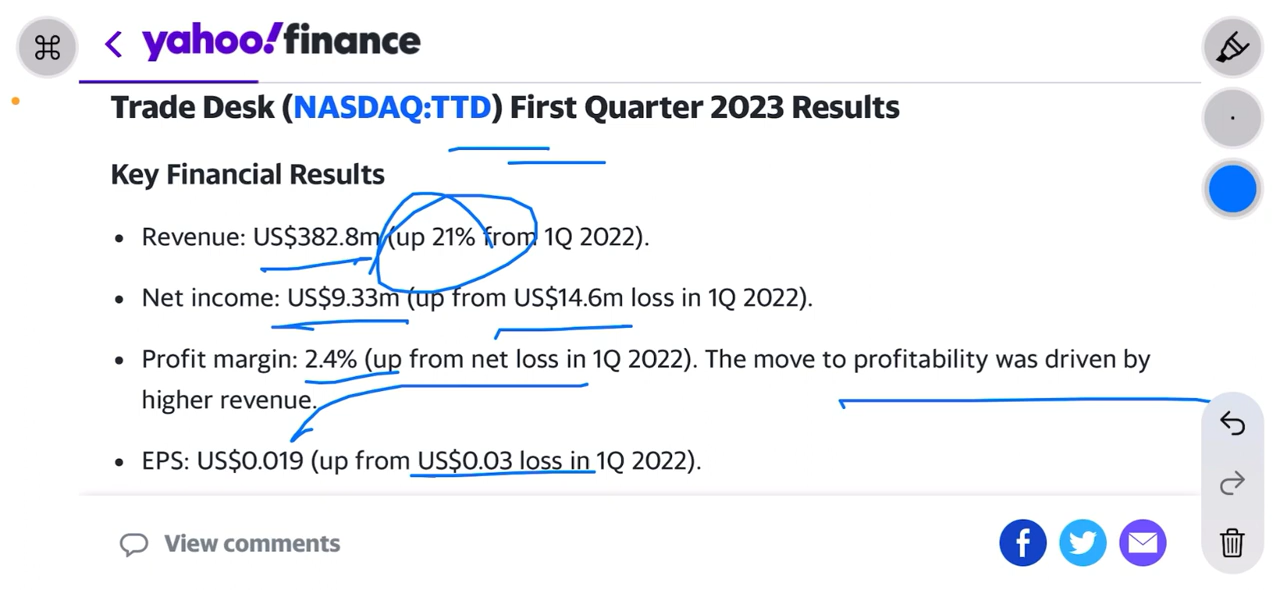 yahoo!finance
Trade Desk (NASDAQ:TTD) First Quarter 2023 Results
Key Financial Results
• Revenue: US$382.8m (up 21% from 1Q 2022).
• Net income: US$9.33m (up from US$14.6m loss in 1Q 2022).
• Profit margin: 2.4% (up from net loss in 1Q 2022). The move to profitability was driven by
higher revenue.
• EPS: US$0.019 (up from US$0.03 loss in 1Q 2022).
View comments